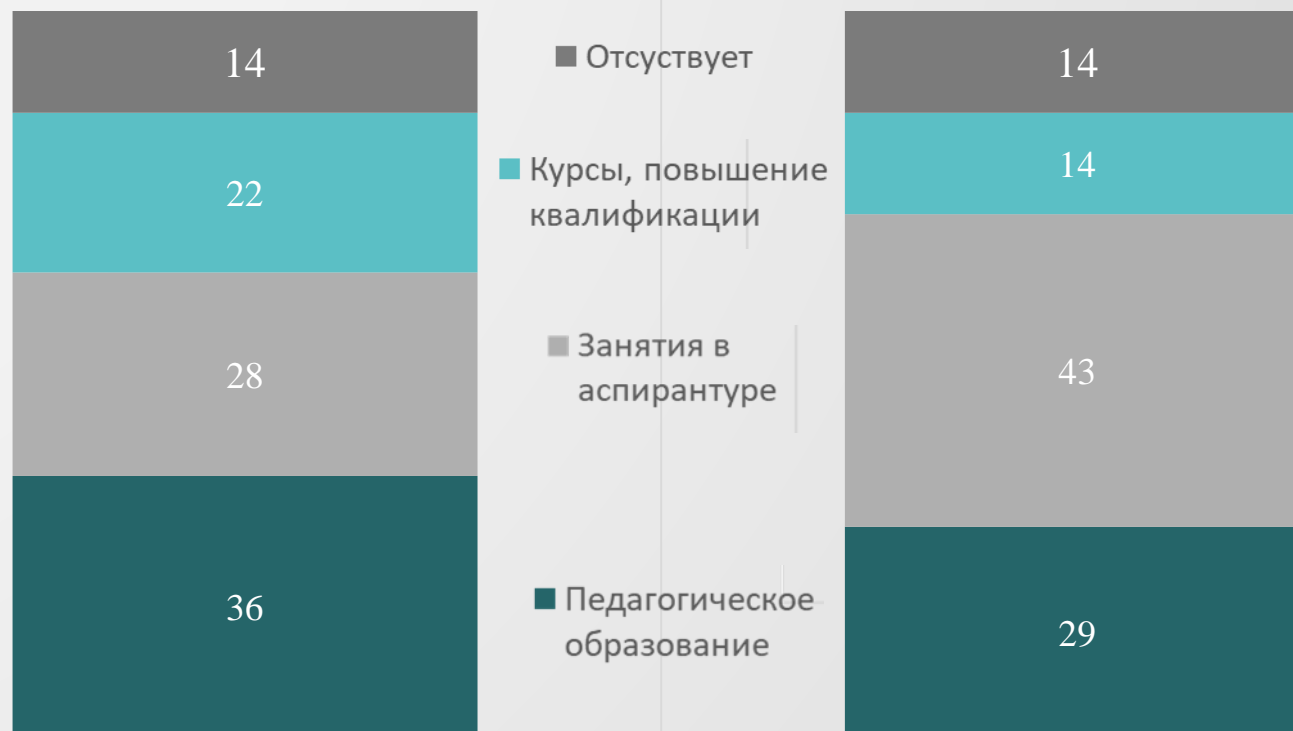 14
Отсуствует
14
22
Курсы, повышение
квалификации
14
28
Занятия в
аспирантуре
43
36
Педагогическое
образование
29